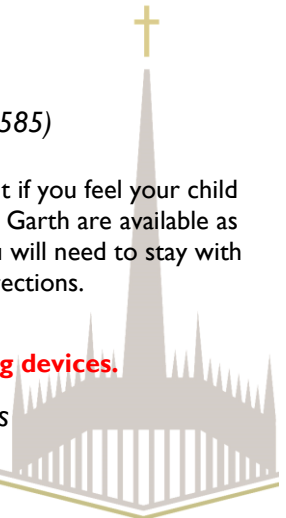 585)
t if you feel your child
Garth are available as
u will need to stay with
ections.
g devices.
s